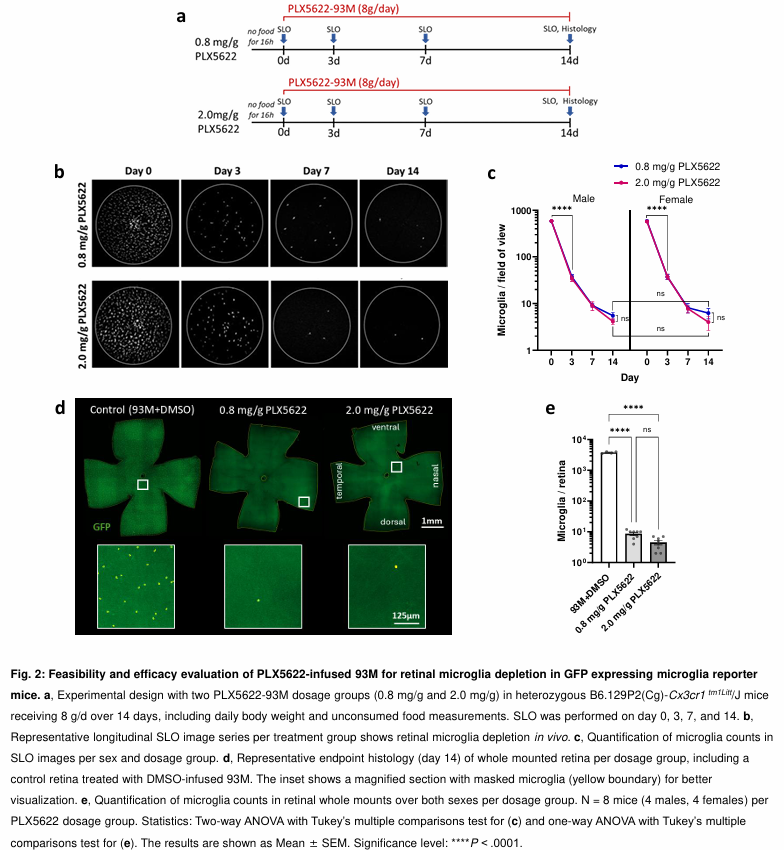 a
PLX5622-93M (8g/day)
no food for 16h
SLO
SLO
SLO
SLO, Histology
0.8 mg/g PLX5622
0d
3d
7d
14d
PLX5622-93M (8g/day)
no food for 16h
SLO
SLO
SLO
SLO, Histology
2.0mg/g PLX5622
0d
3d
7d
14d
b
Day 0
Day 3
Day 7
Day 14
0.8 mg/g PLX5622
2.0 mg/g PLX5622
c
0.8 mg/g PLX5622
2.0 mg/g PLX5622
Male
Female
****
****
1000
100
10
1
Microglia / field of view
ns
ns
ns
ns
0 3 7 14 0 3 7 14
Day
d
Control (93M+DMSO)
0.8 mg/g PLX5622
2.0 mg/g PLX5622
ventral
temporal
nasal
dorsal
GFP
1mm
125µm
e
****
****
ns
10⁴
10³
10²
10¹
10⁰
Microglia / retina
93M+DMSO
0.8 mg/g PLX5622
2.0 mg/g PLX5622
Fig. 2: Feasibility and efficacy evaluation of PLX5622-infused 93M for retinal microglia depletion in GFP expressing microglia reporter
mice. a, Experimental design with two PLX5622-93M dosage groups (0.8 mg/g and 2.0 mg/g) in heterozygous B6.129P2(Cg)-Cx3cr1 tm1Litt/J mice
receiving 8 g/d over 14 days, including daily body weight and unconsumed food measurements. SLO was performed on day 0, 3, 7, and 14. b,
Representative longitudinal SLO image series per treatment group shows retinal microglia depletion in vivo. c, Quantification of microglia counts in
SLO images per sex and dosage group. d, Representative endpoint histology (day 14) of whole mounted retina per dosage group, including a
control retina treated with DMSO-infused 93M. The inset shows a magnified section with masked microglia (yellow boundary) for better
visualization. e, Quantification of microglia counts in retinal whole mounts over both sexes per dosage group. N = 8 mice (4 males, 4 females) per
PLX5622 dosage group. Statistics: Two-way ANOVA with Tukey's multiple comparisons test for (c) and one-way ANOVA with Tukey's multiple
comparisons test for (e). The results are shown as Mean ± SEM. Significance level: ****P < .0001.